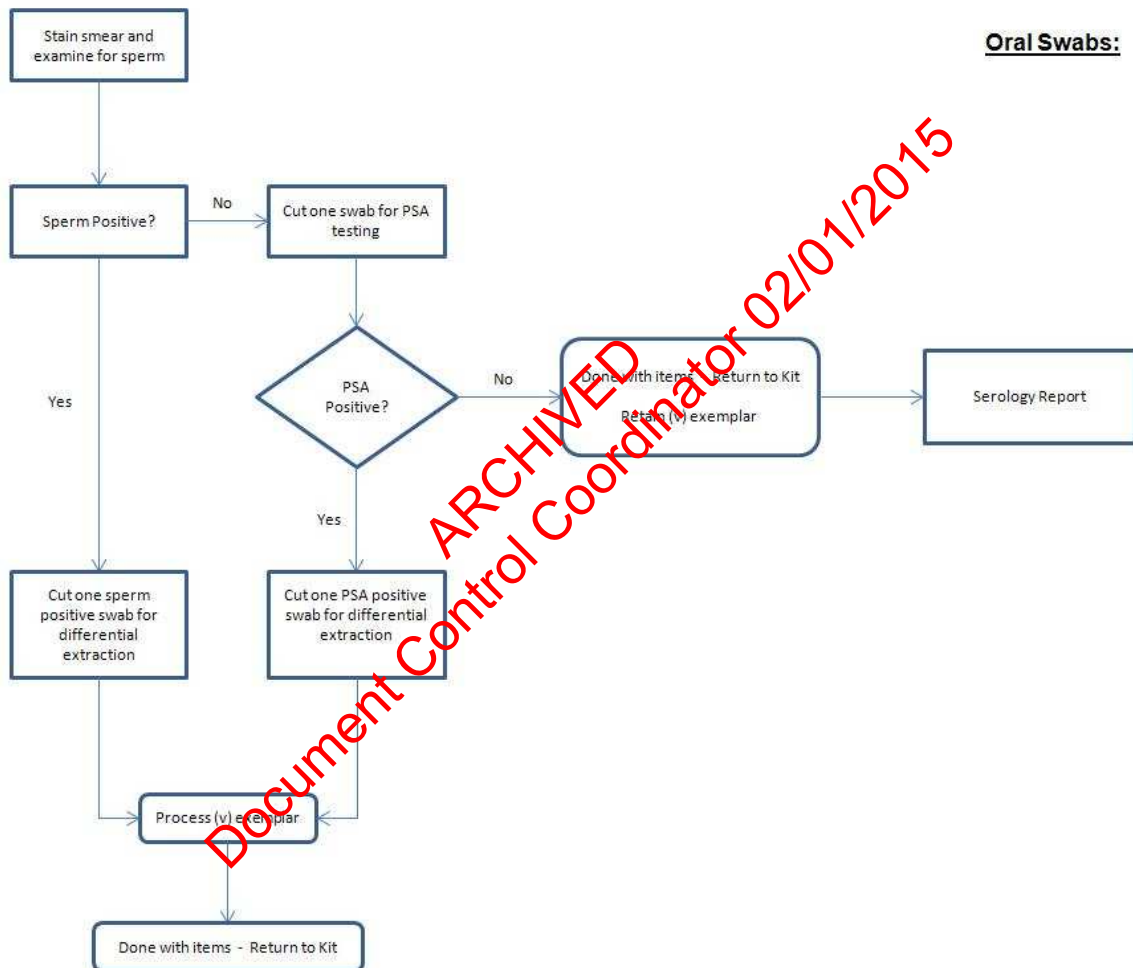 Stain smear and
examine for sperm
Oral Swabs:
Sperm Positive?
No
Cut one swab for PSA
testing
Yes
PSA
Positive?
No
Done with items - Return to Kit
Retain (v) exemplar
Serology Report
Yes
Cut one sperm
positive swab for
differential
extraction
Cut one PSA positive
swab for differential
extraction
Process (v) exemplar
Done with items - Return to Kit
ARCHIVED
Document Control Coordinator 02/01/2015